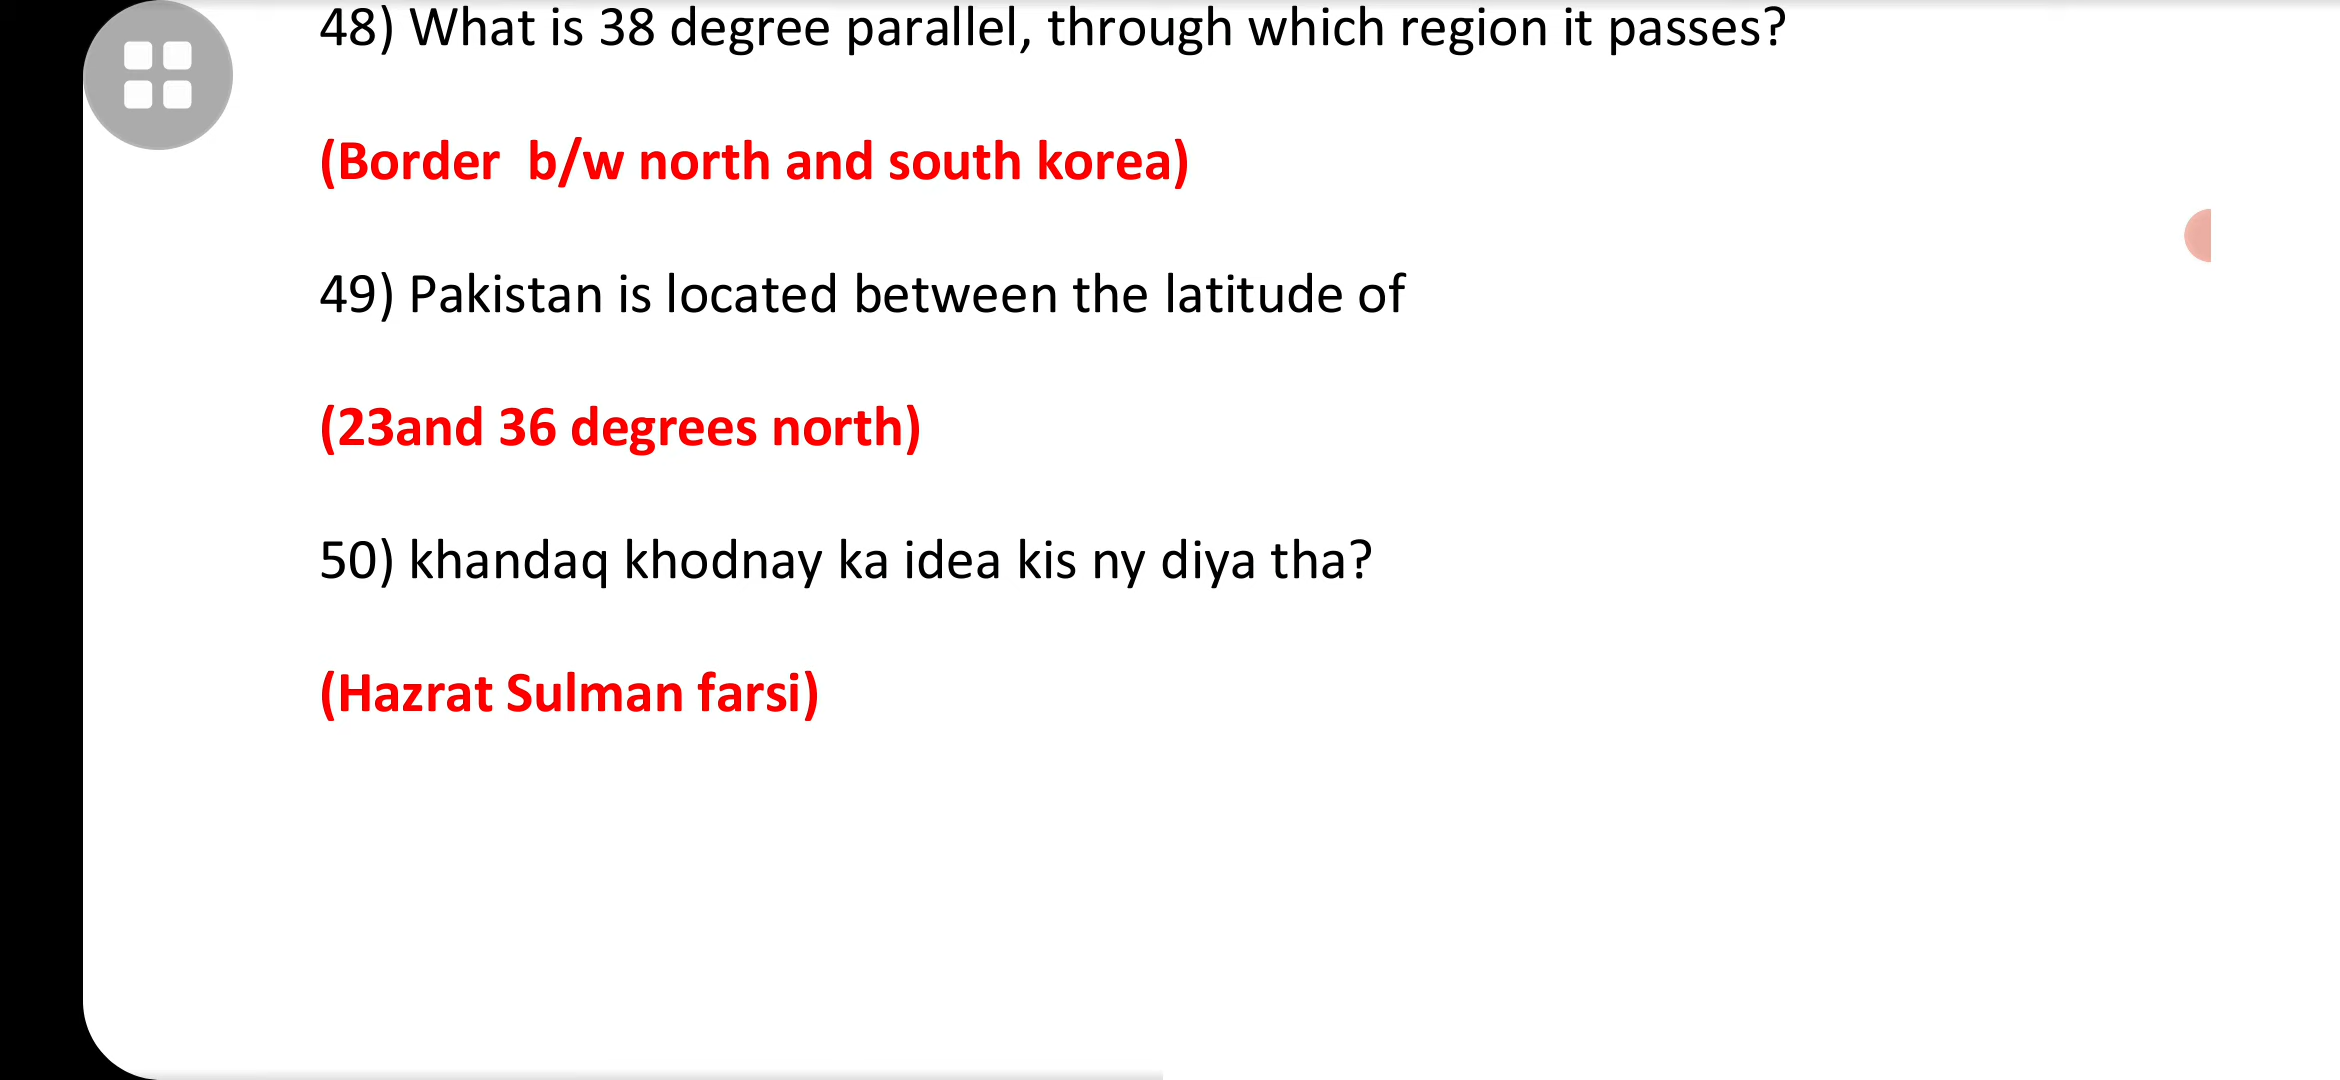 48) What is 38 degree parallel, through which region it passes?
(Border  b/w north and south korea)
49) Pakistan is located between the latitude of
(23and 36 degrees north)
50) khandaq khodnay ka idea kis ny diya tha?
(Hazrat Sulman farsi)